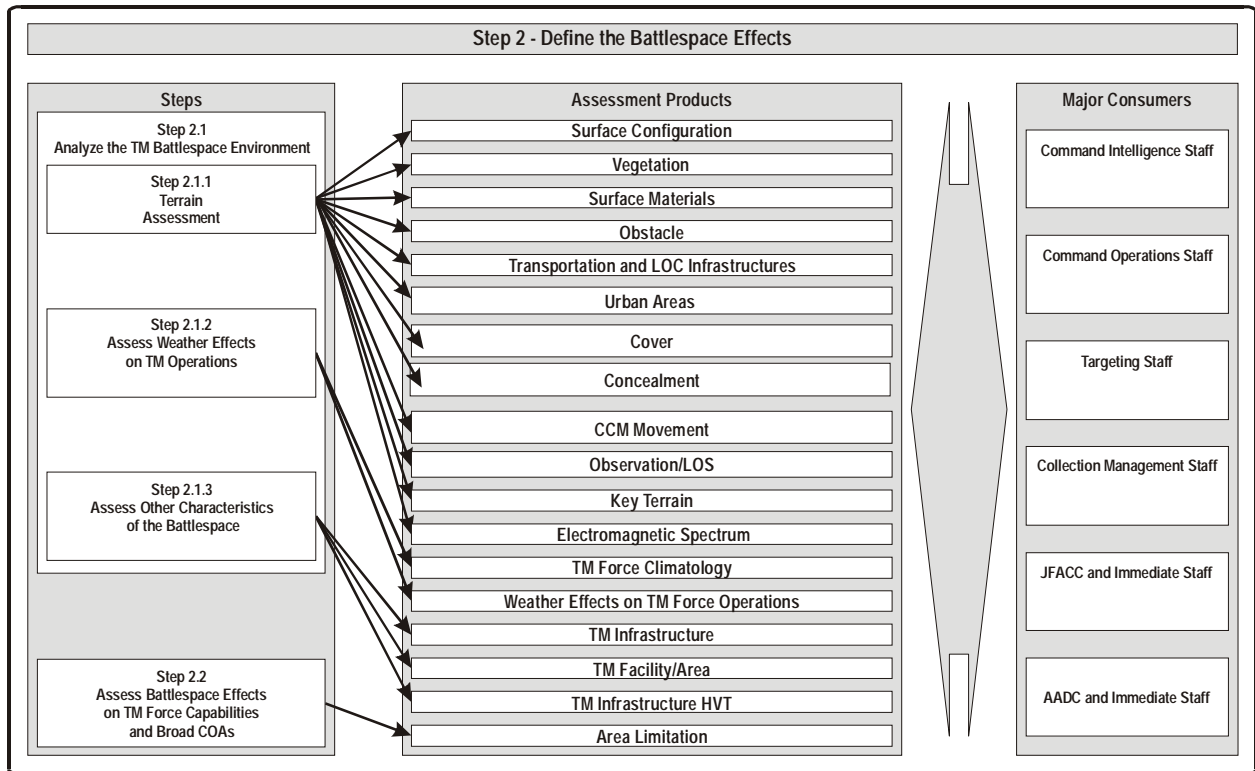 Step 2 - Define the Battlespace Effects
Steps
Step 2.1
Analyze the TM Battlespace Environment
Step 2.1.1
Terrain
Assessment
Step 2.1.2
Assess Weather Effects
on TM Operations
Step 2.1.3
Assess Other Characteristics
of the Battlespace
Step 2.2
Assess Battlespace Effects
on TM Force Capabilities
and Broad COAs
Assessment Products
Surface Configuration
Vegetation
Surface Materials
Obstacle
Transportation and LOC Infrastructures
Urban Areas
Cover
Concealment
CCM Movement
Observation/LOS
Key Terrain
Electromagnetic Spectrum
TM Force Climatology
Weather Effects on TM Force Operations
TM Infrastructure
TM Facility/Area
TM Infrastructure HVT
Area Limitation
Major Consumers
Command Intelligence Staff
Command Operations Staff
Targeting Staff
Collection Management Staff
JFACC and Immediate Staff
AADC and Immediate Staff